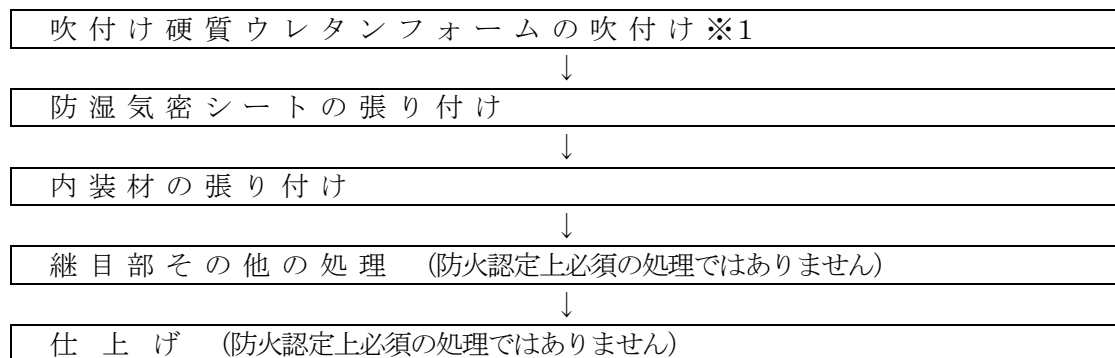 吹付け硬質ウレタンフォームの吹付け※1
↓
防湿気密シートの張り付け
↓
内装材の張り付け
↓
継目部その他の処理 (防火認定上必須の処理ではありません)
↓
仕上げ (防火認定上必須の処理ではありません)